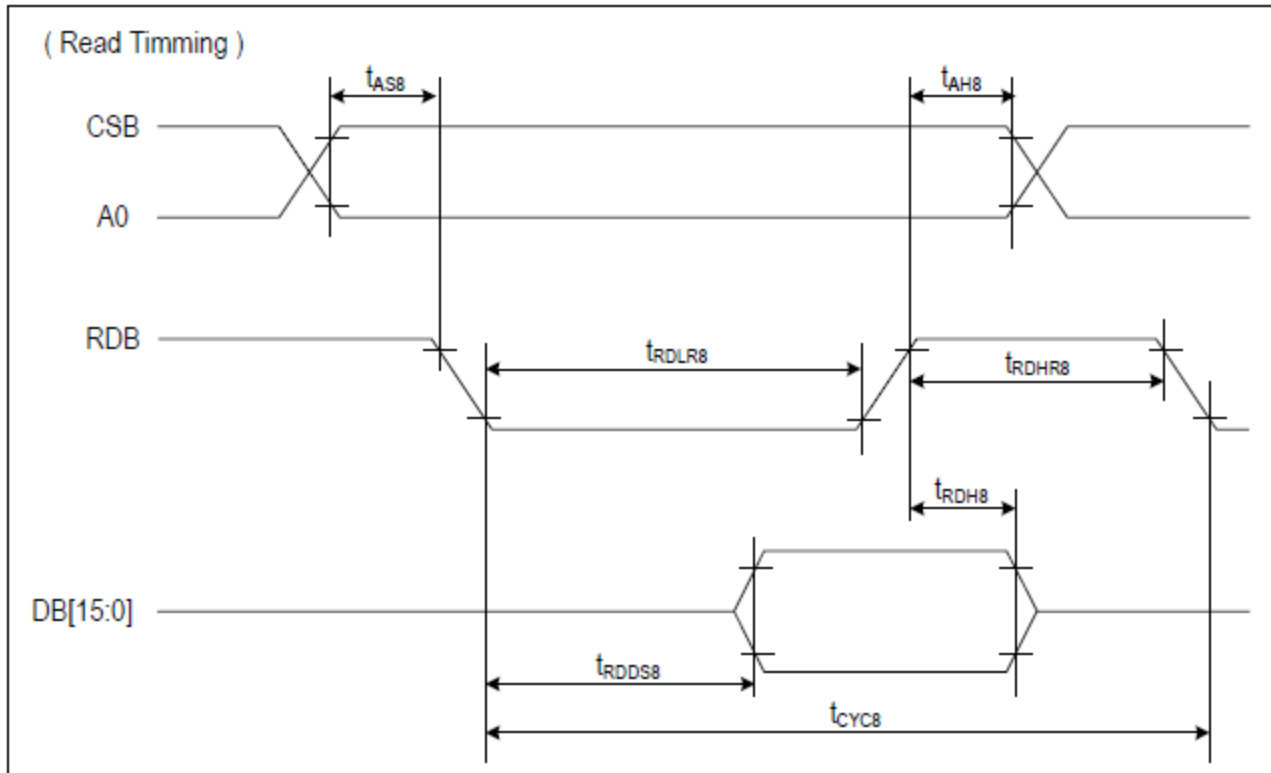 ( Read Timming )
tAS8
tAH8
CSB
A0
RDB
tRDLR8
tRDHR8
tRDH8
DB[15:0]
tRDDS8
tCYC8